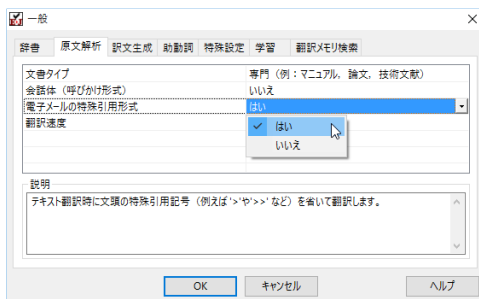 一般
辞書 原文解析 訳文生成 助動詞 特殊設定 学習 翻訳メモリ検索
文書タイプ 専門（例：マニュアル, 論文, 技術文献）
会話体（呼びかけ形式） いいえ
電子メールの特殊引用形式 はい
翻訳速度
はい
いいえ
説明
テキスト翻訳時に文頭の特殊引用記号（例えば'>'や'>>'など）を省いて翻訳します。
OK キャンセル ヘルプ